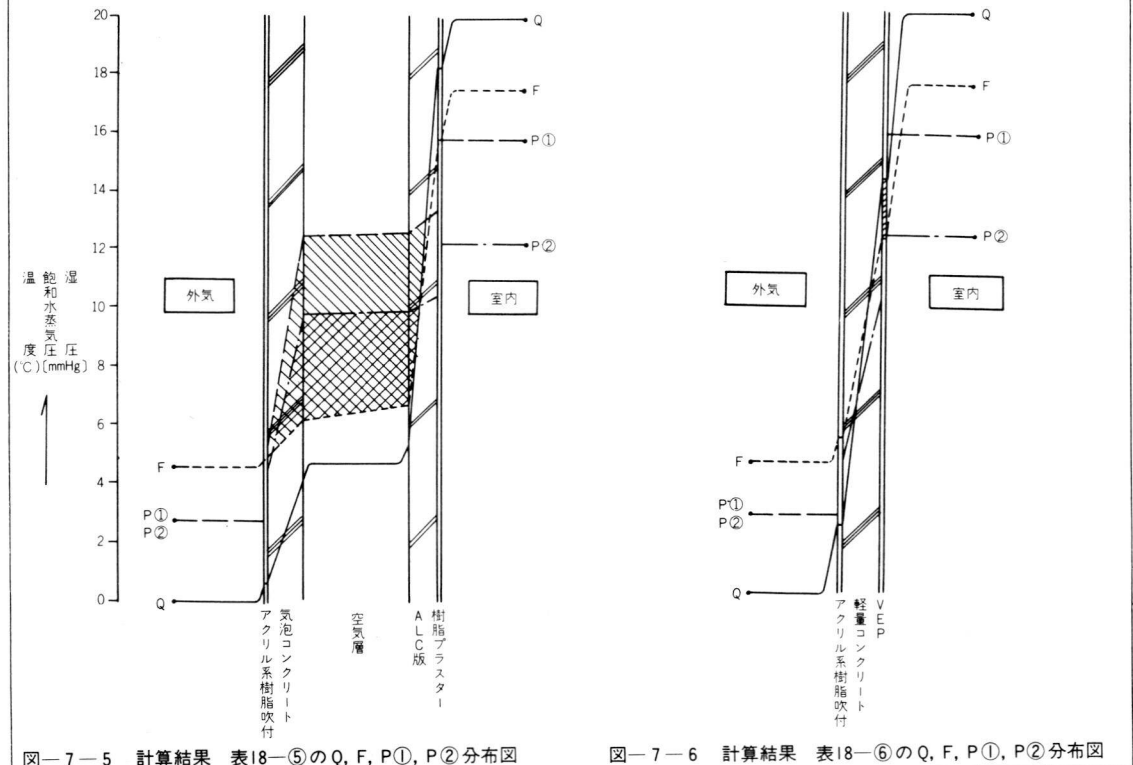 20
18
16
14
12
10
8
6
4
2
0
温度(℃)
飽和水蒸気圧
湿圧
[mmHg]
外気
室内
Q
F
P①
P②
F
P①
P②
Q
アクリル系樹脂吹付
気泡コンクリート
空気層
ALC版
樹脂プラスター
図—7—5 計算結果 表18—⑤のQ, F, P①, P②分布図
外気
室内
Q
F
P①
P②
F
P①
P②
Q
アクリル系樹脂吹付
軽量コンクリート
VEP
図—7—6 計算結果 表18—⑥のQ, F, P①, P②分布図